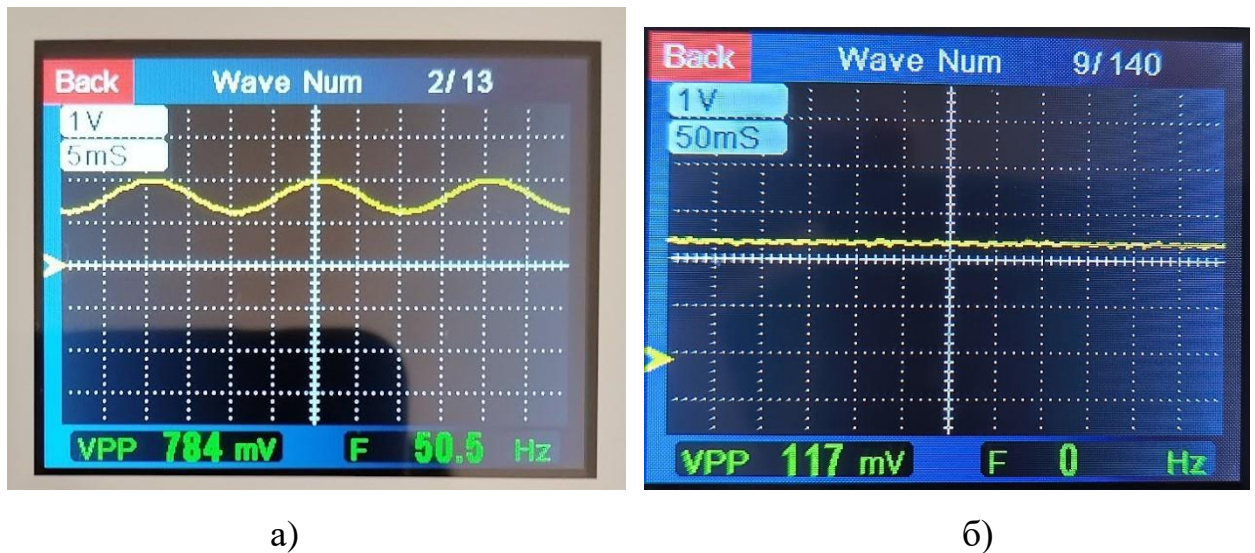 Back Wave Num 2/13
1V
5mS
VPP 784 mV F 50.5 Hz
Back Wave Num 9/140
1V
50mS
VPP 117 mV F 0 Hz
а) б)